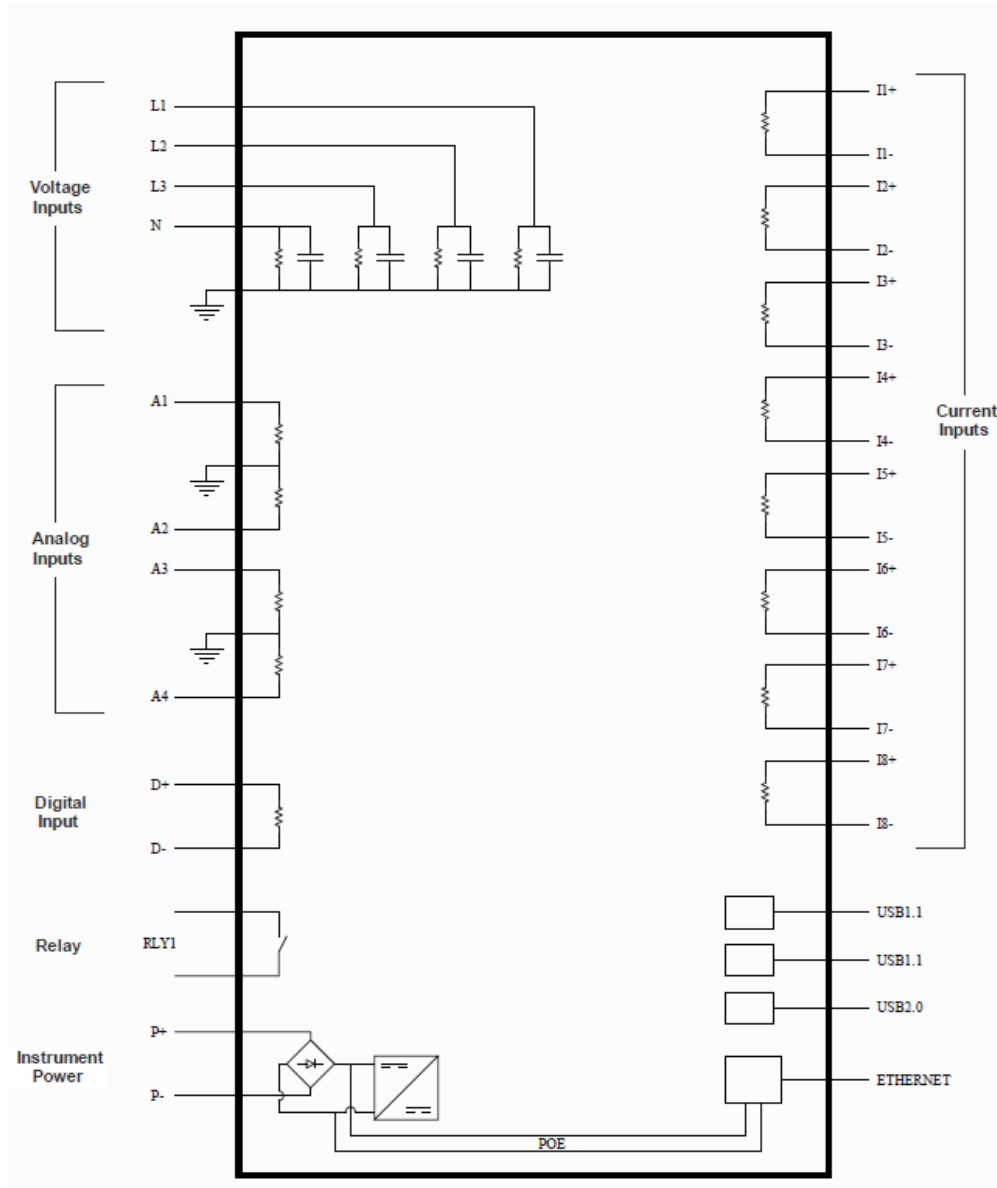 Voltage
Inputs
L1
L2
L3
N
Analog
Inputs
A1
A2
A3
A4
Digital
Input
D+
D-
Relay
RLY1
Instrument
Power
P+
P-
I1+
I1-
I2+
I2-
I3+
I3-
I4+
I4-
I5+
I5-
I6+
I6-
I7+
I7-
I8+
I8-
Current
Inputs
USB1.1
USB1.1
USB2.0
ETHERNET
POE